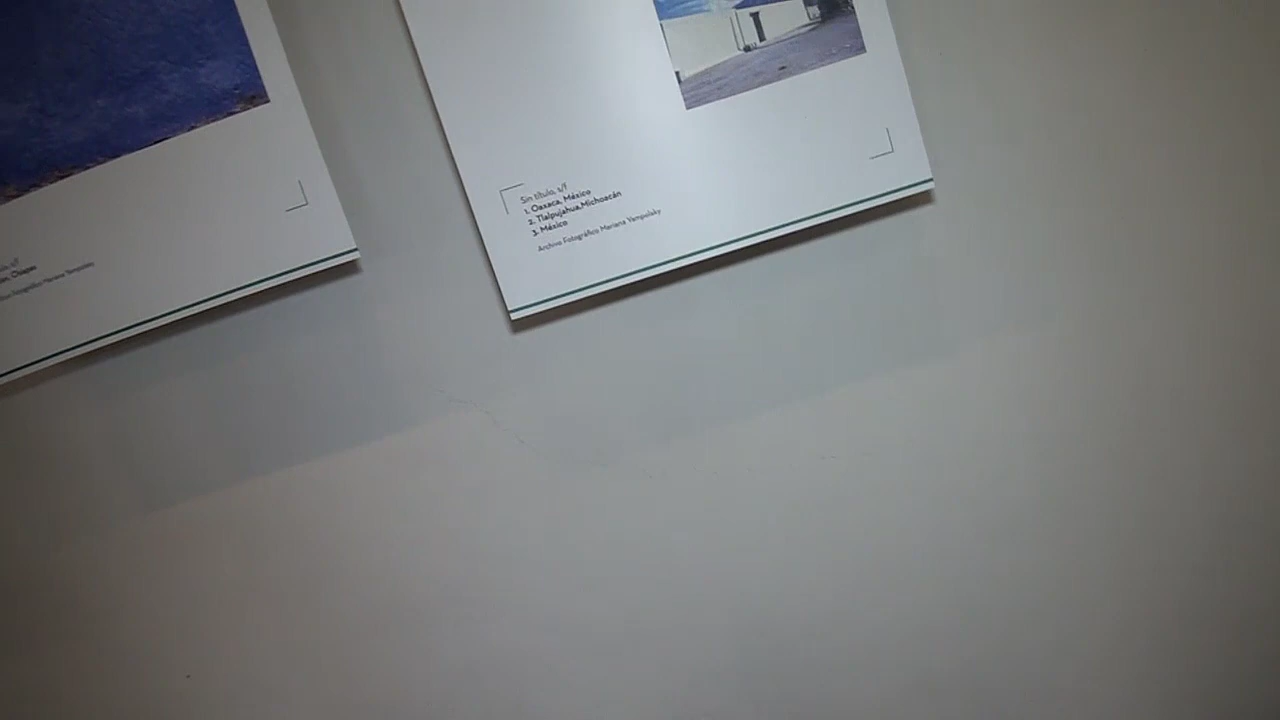 Sin título, s/f
1. Oaxaca, México
2. Tlalpujahua,Michoacán
3. México
Archivo Fotográfico Mariana Yampolsky